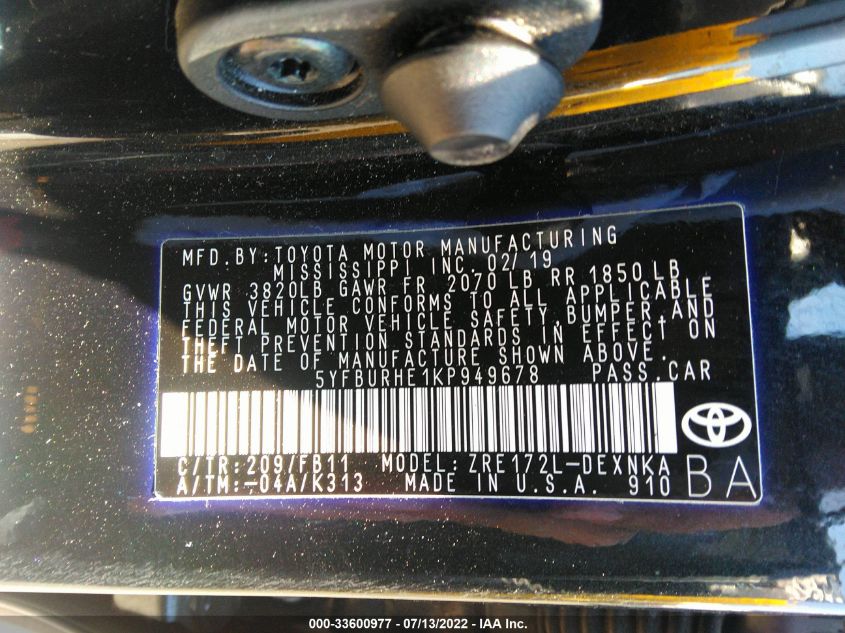 MFD.BY:TOYOTA MOTOR MANUFACTURING
MISSISSIPPI INC. 02/19
GVWR 3820LB GAWR FR 2070 LB RR 1850 LB
THIS VEHICLE CONFORMS TO ALL APPLICABLE
FEDERAL MOTOR VEHICLE SAFETY,BUMPER,AND
THEFT PREVENTION STANDARDS IN EFFECT ON
THE DATE OF MANUFACTURE SHOWN ABOVE.
5YFBURHE1KP949678 PASS.CAR
C/TR:209/FB11 MODEL:ZRE172L-DEXNKA
A/TM:-04A/K313 MADE IN U.S.A. 910
BA
000-33600977 - 07/13/2022 - IAA Inc.